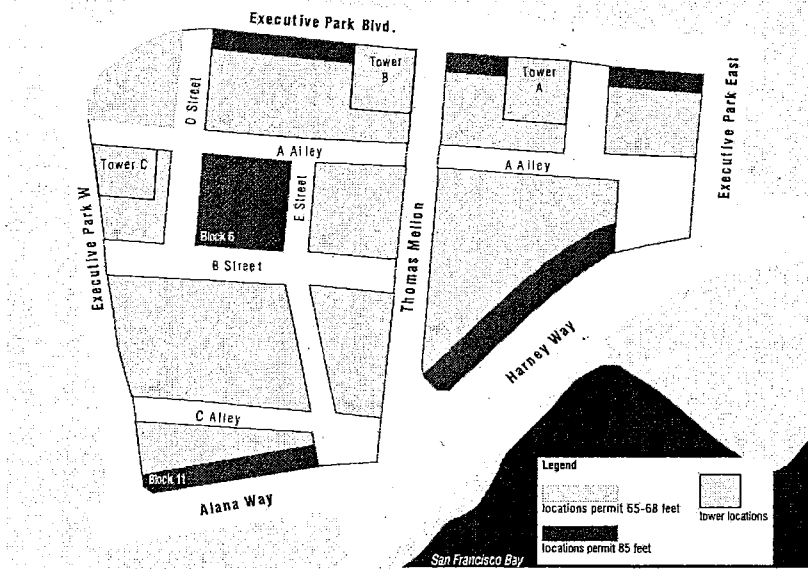 Executive Park Blvd.
Tower
B
Tower
A
D Street
Executive Park East
A Alley
A Alley
Tower C
E Street
Executive Park W
Block 6
B Street
Thomas Mellon
Harney Way
C Alley
Block 11
Alana Way
Legend
locations permit 65-68 feet
tower locations
locations permit 85 feet
San Francisco Bay